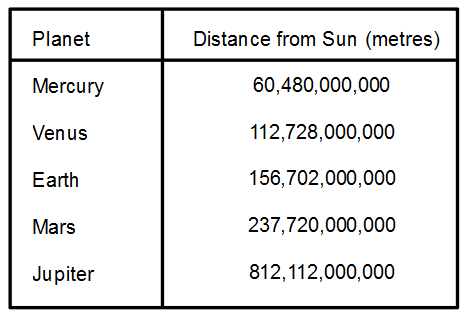 Planet Distance from Sun (metres)
Mercury 60,480,000,000
Venus 112,728,000,000
Earth 156,702,000,000
Mars 237,720,000,000
Jupiter 812,112,000,000